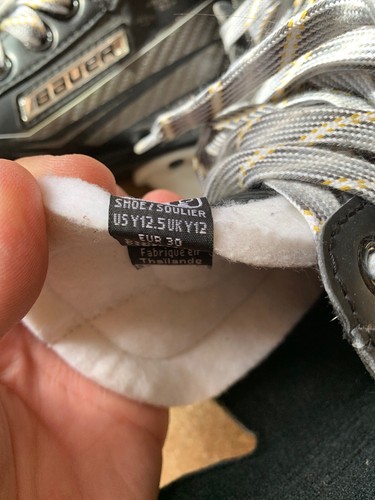 BAUER
SHOE / SOULIER
US Y12.5 UK Y12
EUR 30
Fabriqué en
Thaïlande